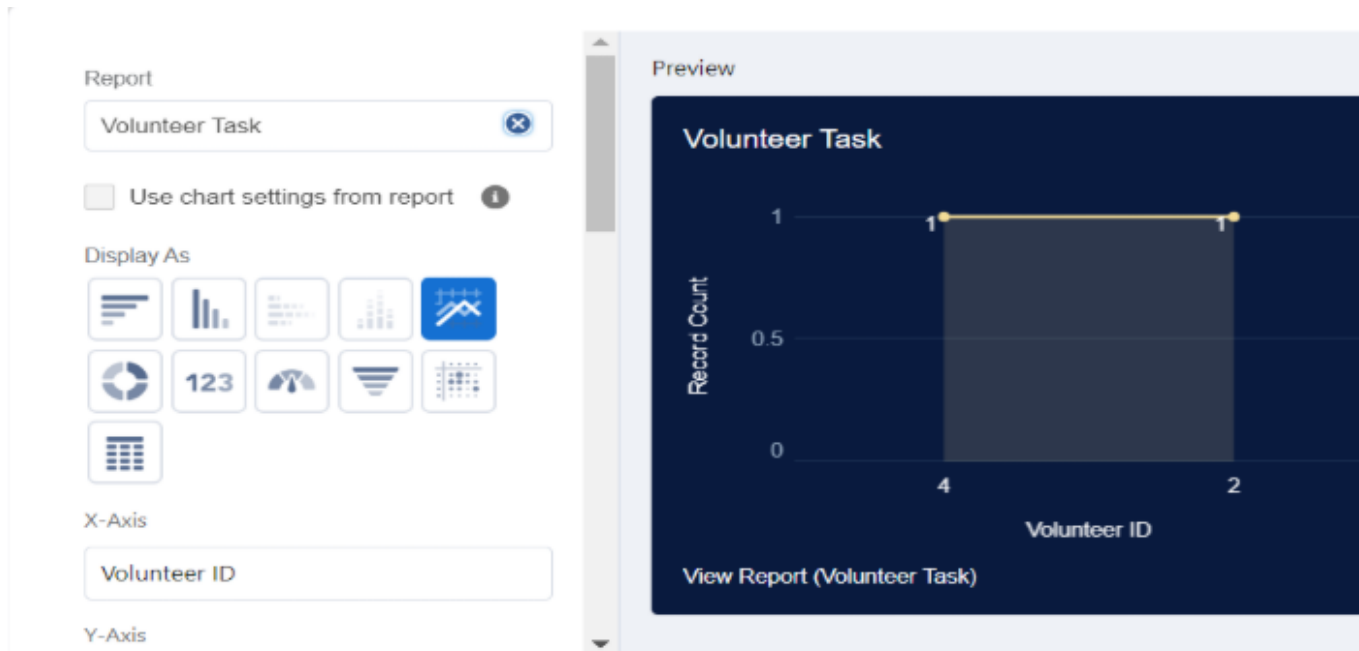 Report
Volunteer Task
Use chart settings from report
Display As
123
X-Axis
Volunteer ID
Y-Axis
Preview
Volunteer Task
1
0.5
0
Record Count
1
1
4
2
Volunteer ID
View Report (Volunteer Task)